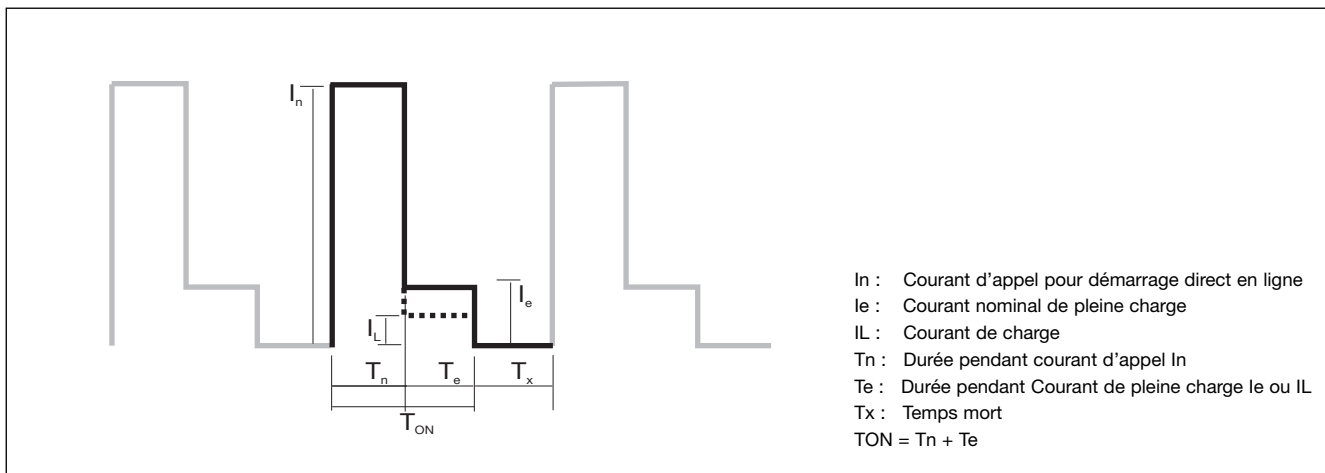 In
Ie
IL
Tn Te Tx
TON
In : Courant d'appel pour démarrage direct en ligne
Ie : Courant nominal de pleine charge
IL : Courant de charge
Tn : Durée pendant courant d'appel In
Te : Durée pendant Courant de pleine charge Ie ou IL
Tx : Temps mort
TON = Tn + Te